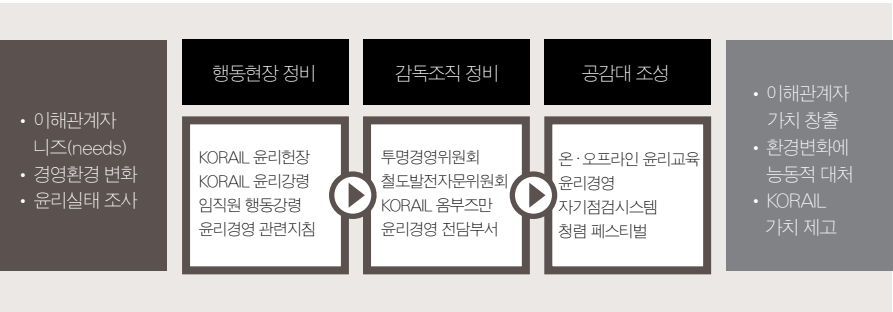 • 이해관계자
니즈(needs)
• 경영환경 변화
• 윤리실태 조사
행동현장 정비
KORAIL 윤리헌장
KORAIL 윤리강령
임직원 행동강령
윤리경영 관련지침
감독조직 정비
투명경영위원회
철도발전자문위원회
KORAIL 옴부즈만
윤리경영 전담부서
공감대 조성
온·오프라인 윤리교육
윤리경영
자기점검시스템
청렴 페스티벌
• 이해관계자
가치 창출
• 환경변화에
능동적 대처
• KORAIL
가치 제고